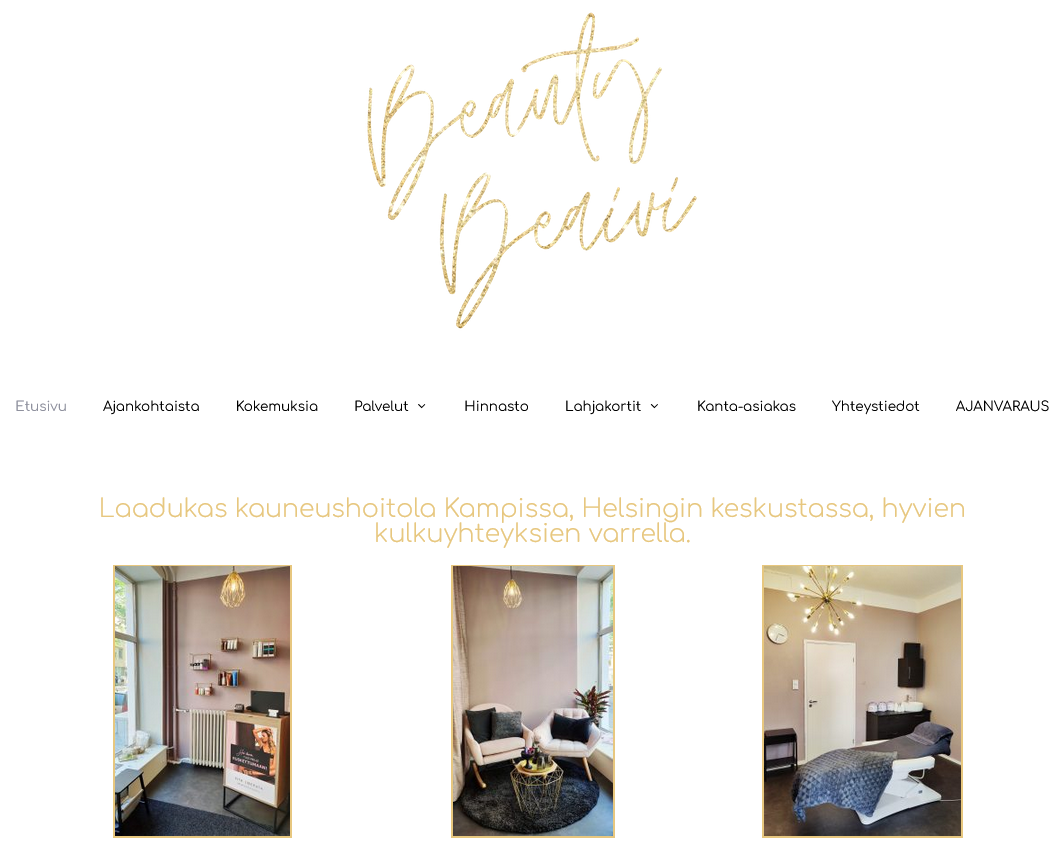 Beauty
Beaivi
Etusivu Ajankohtaista Kokemuksia Palvelut Hinnasto Lahjakortit Kanta-asiakas Yhteystiedot AJANVARAUS
Laadukas kauneushoitola Kampissa, Helsingin keskustassa, hyvien
kulkuyhteyksien varrella.